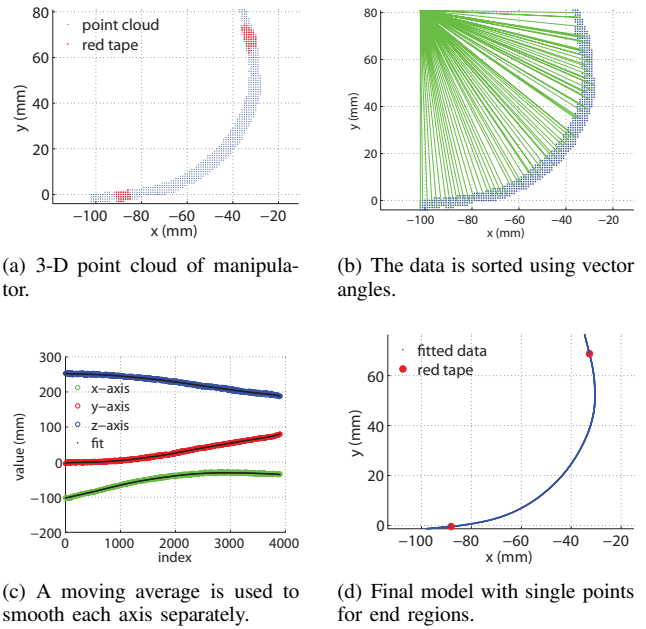 80
60
40
20
0
−100 −80 −60 −40 −20
x (mm)
y (mm)
point cloud
red tape
(a) 3-D point cloud of manipula-
tor.
80
60
40
20
0
−100 −80 −60 −40 −20
x (mm)
y (mm)
(b) The data is sorted using vector
angles.
300
200
100
0
−100
−200
0 1000 2000 3000 4000
index
value (mm)
x−axis
y−axis
z−axis
fit
(c) A moving average is used to
smooth each axis separately.
60
40
20
0
−100 −80 −60 −40 −20
x (mm)
y (mm)
fitted data
red tape
(d) Final model with single points
for end regions.